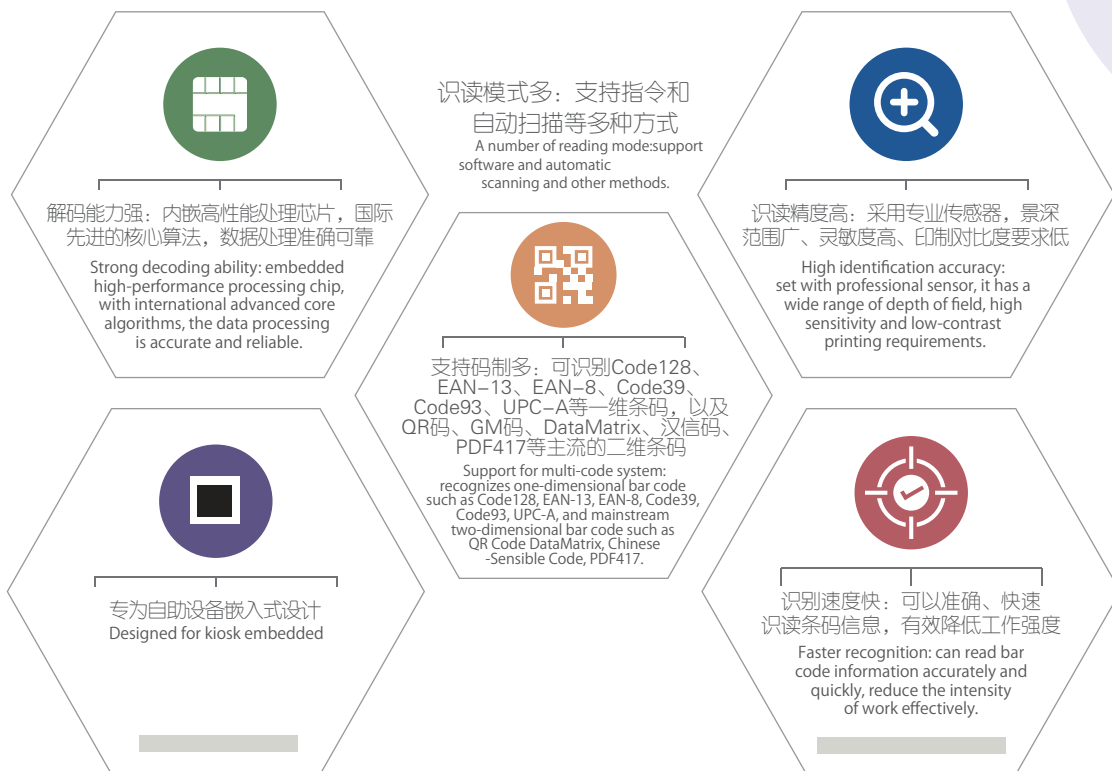 解码能力强：内嵌高性能处理芯片，国际
先进的核心算法，数据处理准确可靠
Strong decoding ability: embedded
high-performance processing chip,
with international advanced core
algorithms, the data processing
is accurate and reliable.
识读模式多：支持指令和
自动扫描等多种方式
A number of reading mode:support
software and automatic
scanning and other methods.
识读精度高：采用专业传感器，景深
范围广、灵敏度高、印制对比度要求低
High identification accuracy:
set with professional sensor, it has a
wide range of depth of field, high
sensitivity and low-contrast
printing requirements.
支持码制多：可识别Code128、
EAN-13、EAN-8、Code39、
Code93、UPC-A等一维条码，以及
QR码、GM码、DataMatrix、汉信码、
PDF417等主流的二维条码
Support for multi-code system:
recognizes one-dimensional bar code
such as Code128, EAN-13, EAN-8, Code39,
Code93, UPC-A, and mainstream
two-dimensional bar code such as
QR Code DataMatrix, Chinese
-Sensible Code, PDF417.
专为自助设备嵌入式设计
Designed for kiosk embedded
识别速度快：可以准确、快速
识读条码信息，有效降低工作强度
Faster recognition: can read bar
code information accurately and
quickly, reduce the intensity
of work effectively.